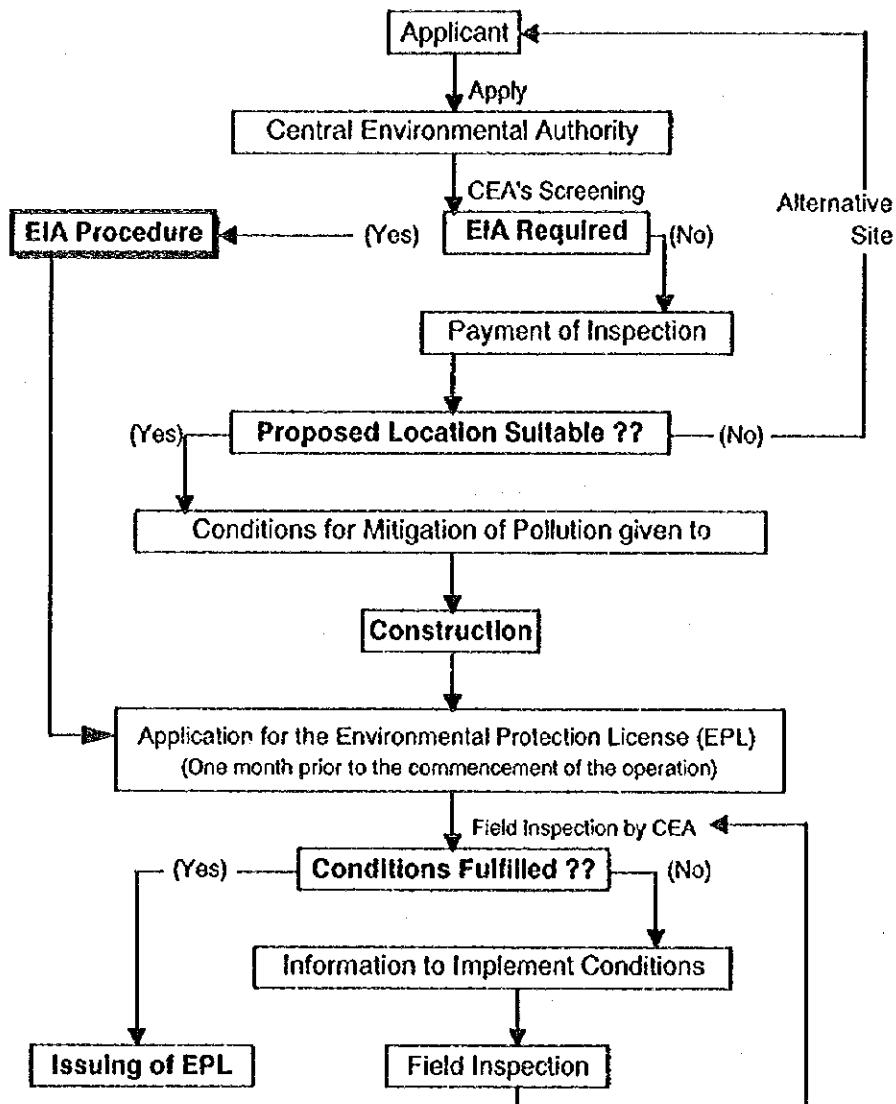 Applicant
Apply
Central Environmental Authority
CEA's Screening
Alternative
Site
EIA Procedure
(Yes)
EIA Required
(No)
Payment of Inspection
(Yes)
Proposed Location Suitable ??
(No)
Conditions for Mitigation of Pollution given to
Construction
Application for the Environmental Protection License (EPL)
(One month prior to the commencement of the operation)
Field Inspection by CEA
(Yes)
Conditions Fulfilled ??
(No)
Information to Implement Conditions
Issuing of EPL
Field Inspection